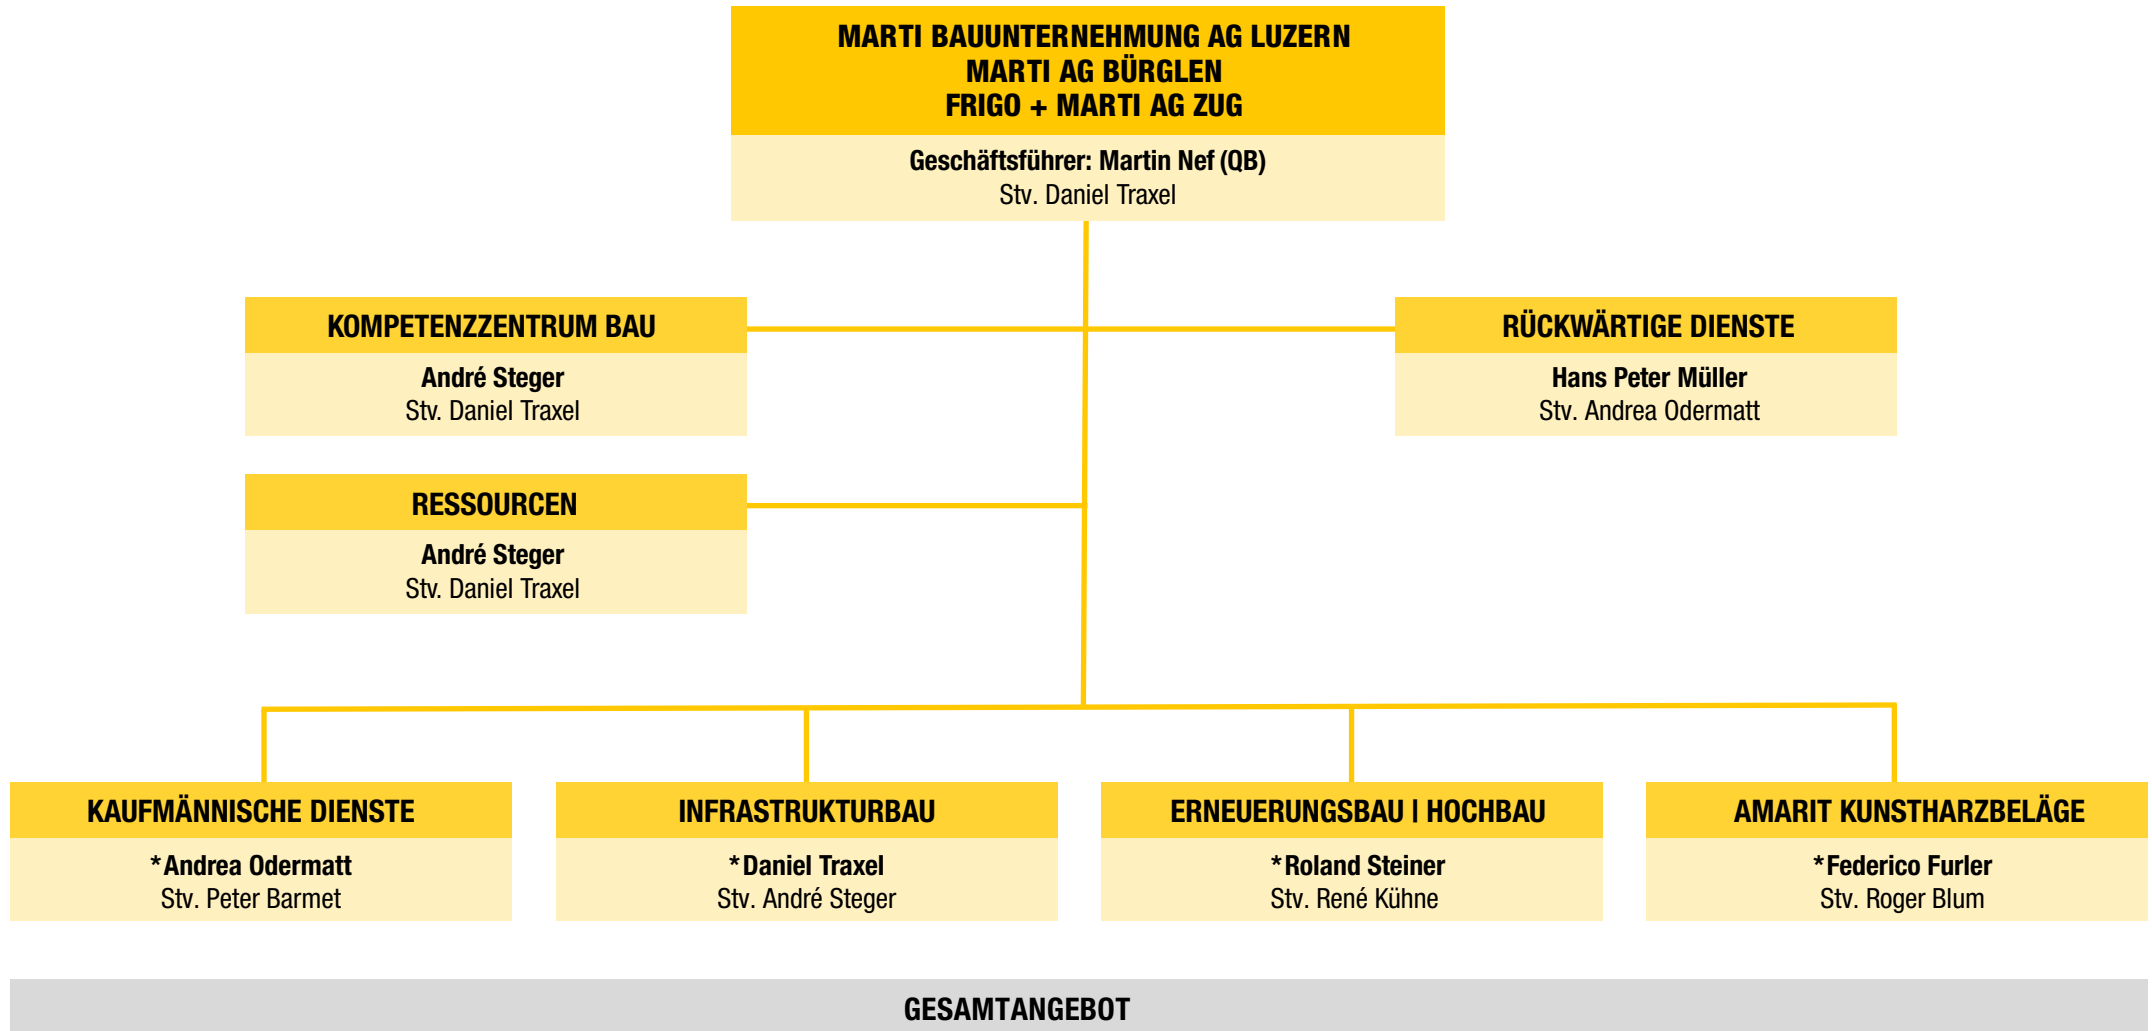 MARTI BAUUNTERNEHMUNG AG LUZERN
MARTI AG BÜRGLEN
FRIGO + MARTI AG ZUG
Geschäftsführer: Martin Nef (QB)
Stv. Daniel Traxel
KOMPETENZZENTRUM BAU
André Steger
Stv. Daniel Traxel
RÜCKWÄRTIGE DIENSTE
Hans Peter Müller
Stv. Andrea Odermatt
RESSOURCEN
André Steger
Stv. Daniel Traxel
KAUFMÄNNISCHE DIENSTE
*Andrea Odermatt
Stv. Peter Barmet
INFRASTRUKTURBAU
*Daniel Traxel
Stv. André Steger
ERNEUERUNGSBAU | HOCHBAU
*Roland Steiner
Stv. René Kühne
AMARIT KUNSTHARZBELÄGE
*Federico Furler
Stv. Roger Blum
GESAMTANGEBOT